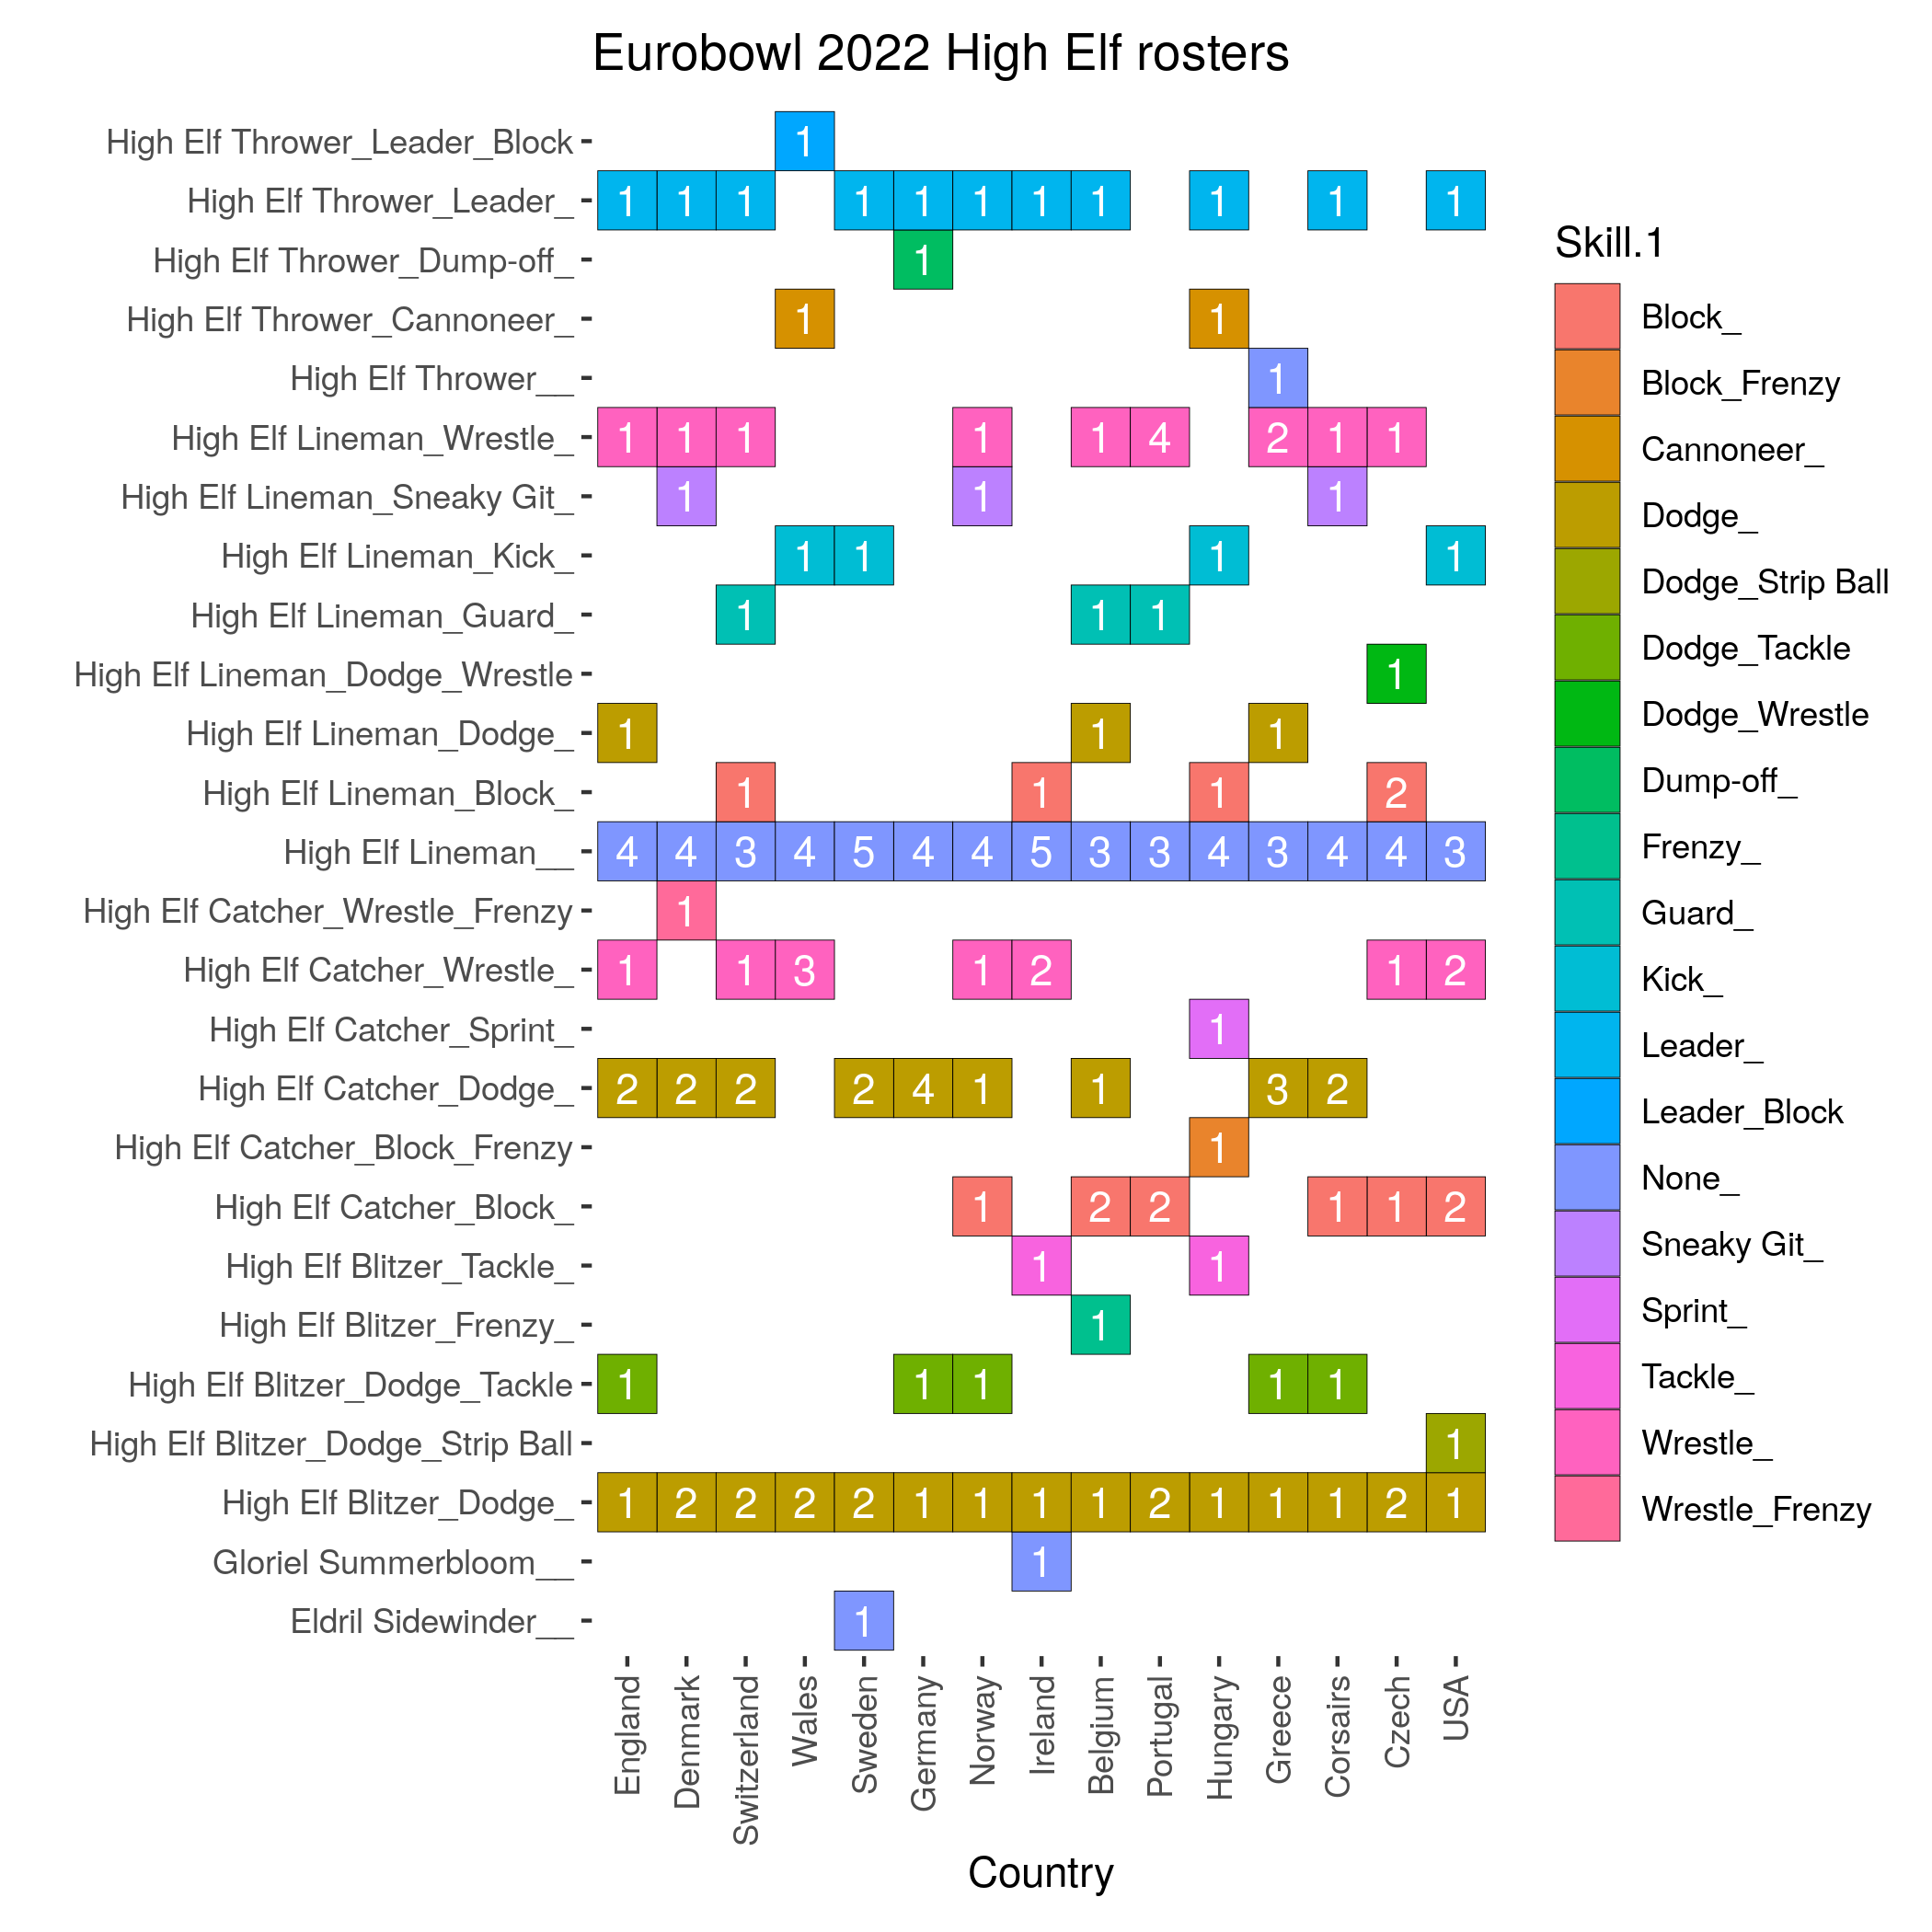 Eurobowl 2022 High Elf rosters
High Elf Thrower_Leader_Block 1
High Elf Thrower_Leader_ 1 1 1 1 1 1 1 1 1 1 1
High Elf Thrower_Dump-off_ 1
High Elf Thrower_Cannoneer_ 1 1
High Elf Thrower__ 1
High Elf Lineman_Wrestle_ 1 1 1 1 1 4 2 1 1
High Elf Lineman_Sneaky Git_ 1 1 1
High Elf Lineman_Kick_ 1 1 1 1
High Elf Lineman_Guard_ 1 1 1
High Elf Lineman_Dodge_Wrestle 1
High Elf Lineman_Dodge_ 1 1 1
High Elf Lineman_Block_ 1 1 1 2
High Elf Lineman__ 4 4 3 4 5 4 4 5 3 3 4 3 4 4 3
High Elf Catcher_Wrestle_Frenzy 1
High Elf Catcher_Wrestle_ 1 1 3 1 2 1 2
High Elf Catcher_Sprint_ 1
High Elf Catcher_Dodge_ 2 2 2 2 4 1 1 3 2
High Elf Catcher_Block_Frenzy 1
High Elf Catcher_Block_ 1 2 2 1 1 2
High Elf Blitzer_Tackle_ 1 1
High Elf Blitzer_Frenzy_ 1
High Elf Blitzer_Dodge_Tackle 1 1 1 1 1
High Elf Blitzer_Dodge_Strip Ball 1
High Elf Blitzer_Dodge_ 1 2 2 2 2 1 1 1 1 2 1 1 1 2 1
Gloriel Summerbloom__ 1
Eldril Sidewinder__ 1
England
Denmark
Switzerland
Wales
Sweden
Germany
Norway
Ireland
Belgium
Portugal
Hungary
Greece
Corsairs
Czech
USA
Country
Skill.1
Block_
Block_Frenzy
Cannoneer_
Dodge_
Dodge_Strip Ball
Dodge_Tackle
Dodge_Wrestle
Dump-off_
Frenzy_
Guard_
Kick_
Leader_
Leader_Block
None_
Sneaky Git_
Sprint_
Tackle_
Wrestle_
Wrestle_Frenzy